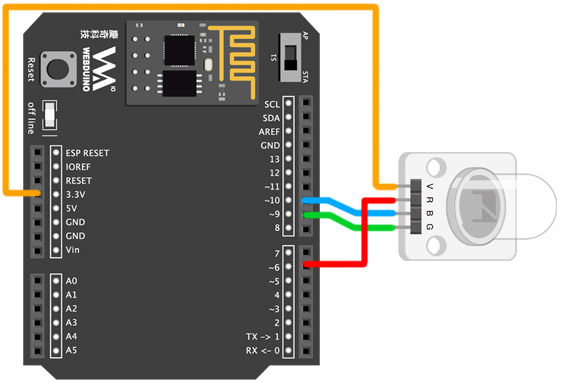 慶奇科技
WEBDUINO
Reset
off line
AP
S1
STA
ESP RESET
IOREF
RESET
3.3V
5V
GND
GND
Vin
A0
A1
A2
A3
A4
A5
SCL
SDA
AREF
GND
13
12
~11
~10
~9
8
7
~6
~5
4
~3
2
TX -> 1
RX <- 0
V
R
B
G